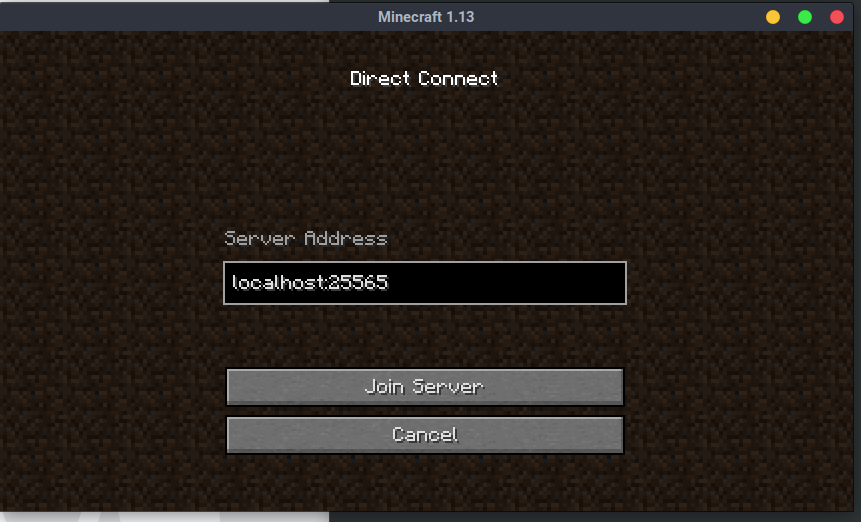 Minecraft 1.13
Direct Connect
Server Address
localhost:25565
Join Server
Cancel